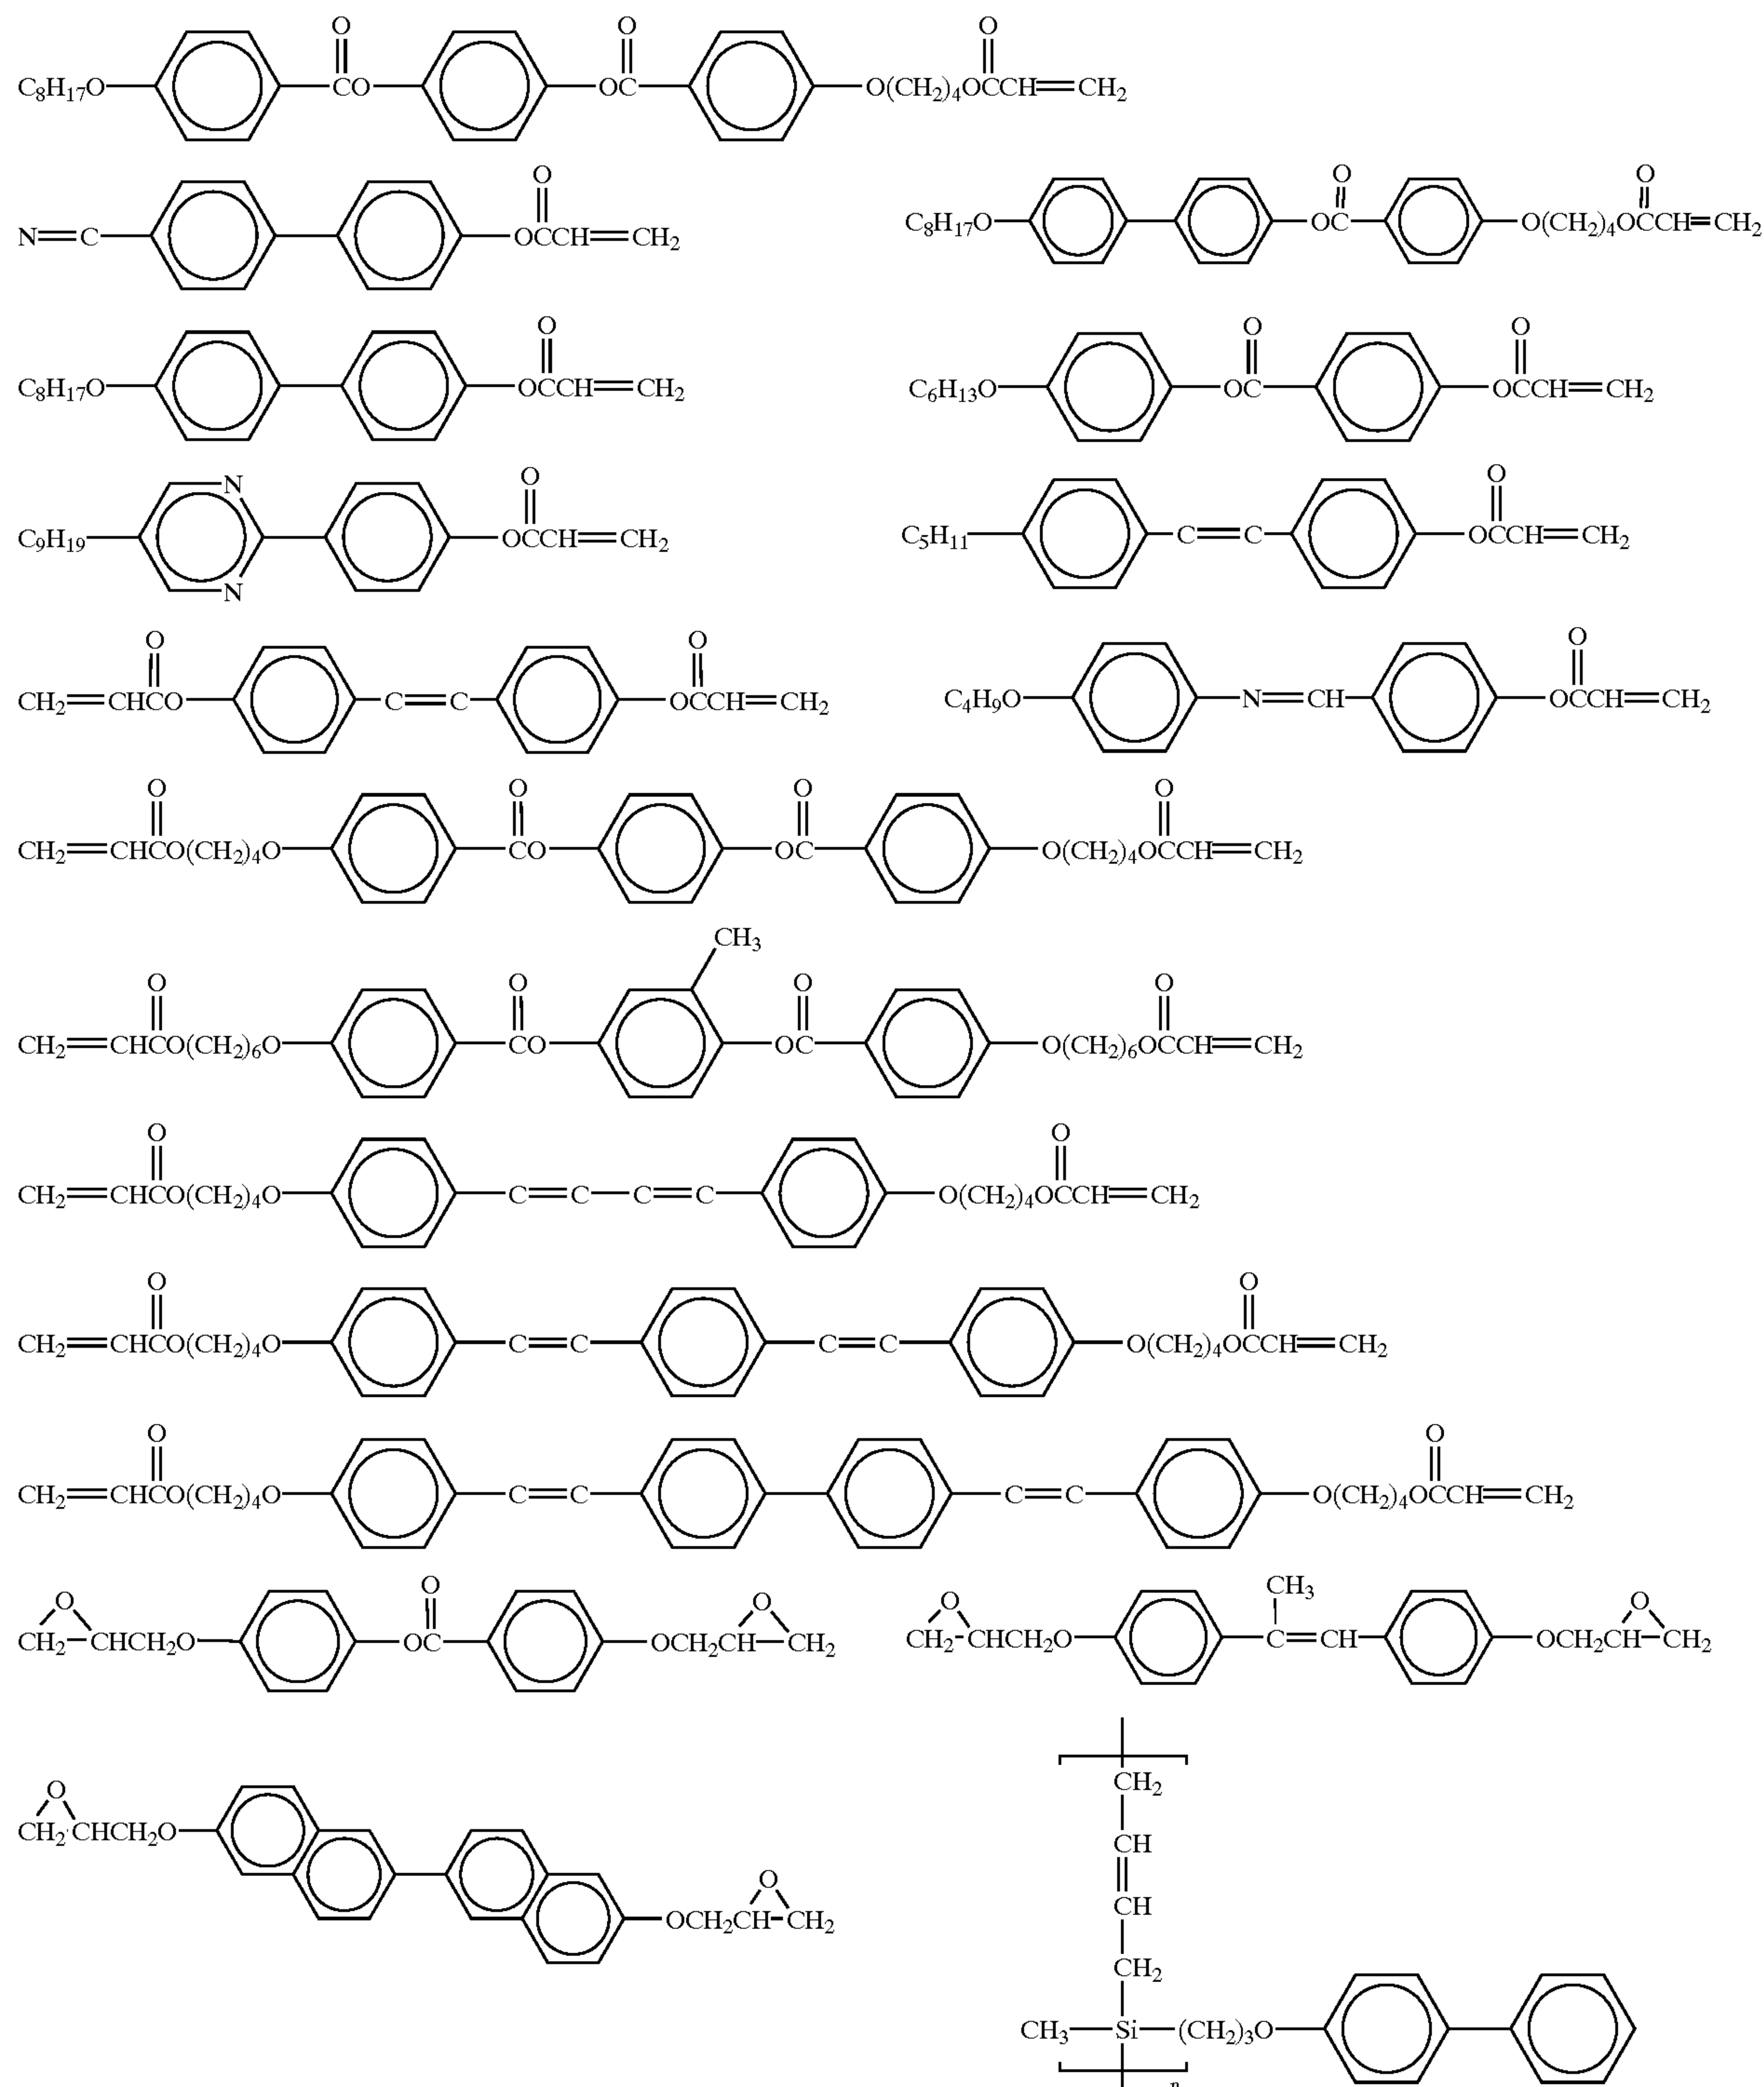 O O O
C8H17O CO OC O(CH2)4OCCH=CH2
O O O
N=C OCCH=CH2 C8H17O OC O(CH2)4OCCH=CH2
O O O
C8H17O OCCH=CH2 C6H13O OC OCCH=CH2
O O
C9H19 N N OCCH=CH2 C5H11 C=C OCCH=CH2
O O O
CH2=CHCO C=C OCCH=CH2 C4H9O N=CH OCCH=CH2
O O O O
CH2=CHCO(CH2)4O CO OC O(CH2)4OCCH=CH2
CH3
O O O O
CH2=CHCO(CH2)6O CO OC O(CH2)6OCCH=CH2
O O
CH2=CHCO(CH2)4O C=C C=C O(CH2)4OCCH=CH2
O O
CH2=CHCO(CH2)4O C=C C=C O(CH2)4OCCH=CH2
O O
CH2=CHCO(CH2)4O C=C C=C O(CH2)4OCCH=CH2
O O O O CH3 O
CH2-CHCH2O OC OCH2CH-CH2 CH2-CHCH2O C=CH OCH2CH-CH2
CH2
O
CH2-CHCH2O
CH
O
CH
OCH2CH-CH2
CH2
CH3-Si-(CH2)3O
n